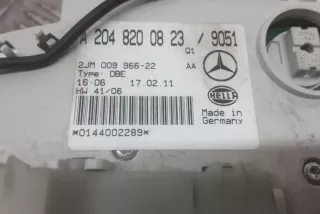 A 204 820 08 23 / 9051
Q1
2JM 009 966-22 AA
Type: DBE
16:06 17.02.11
HW 41/06
HELLA
Made in
Germany
*0144002289*